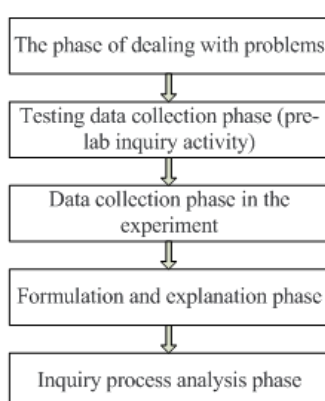 The phase of dealing with problems
Testing data collection phase (pre-
lab inquiry activity)
Data collection phase in the
experiment
Formulation and explanation phase
Inquiry process analysis phase